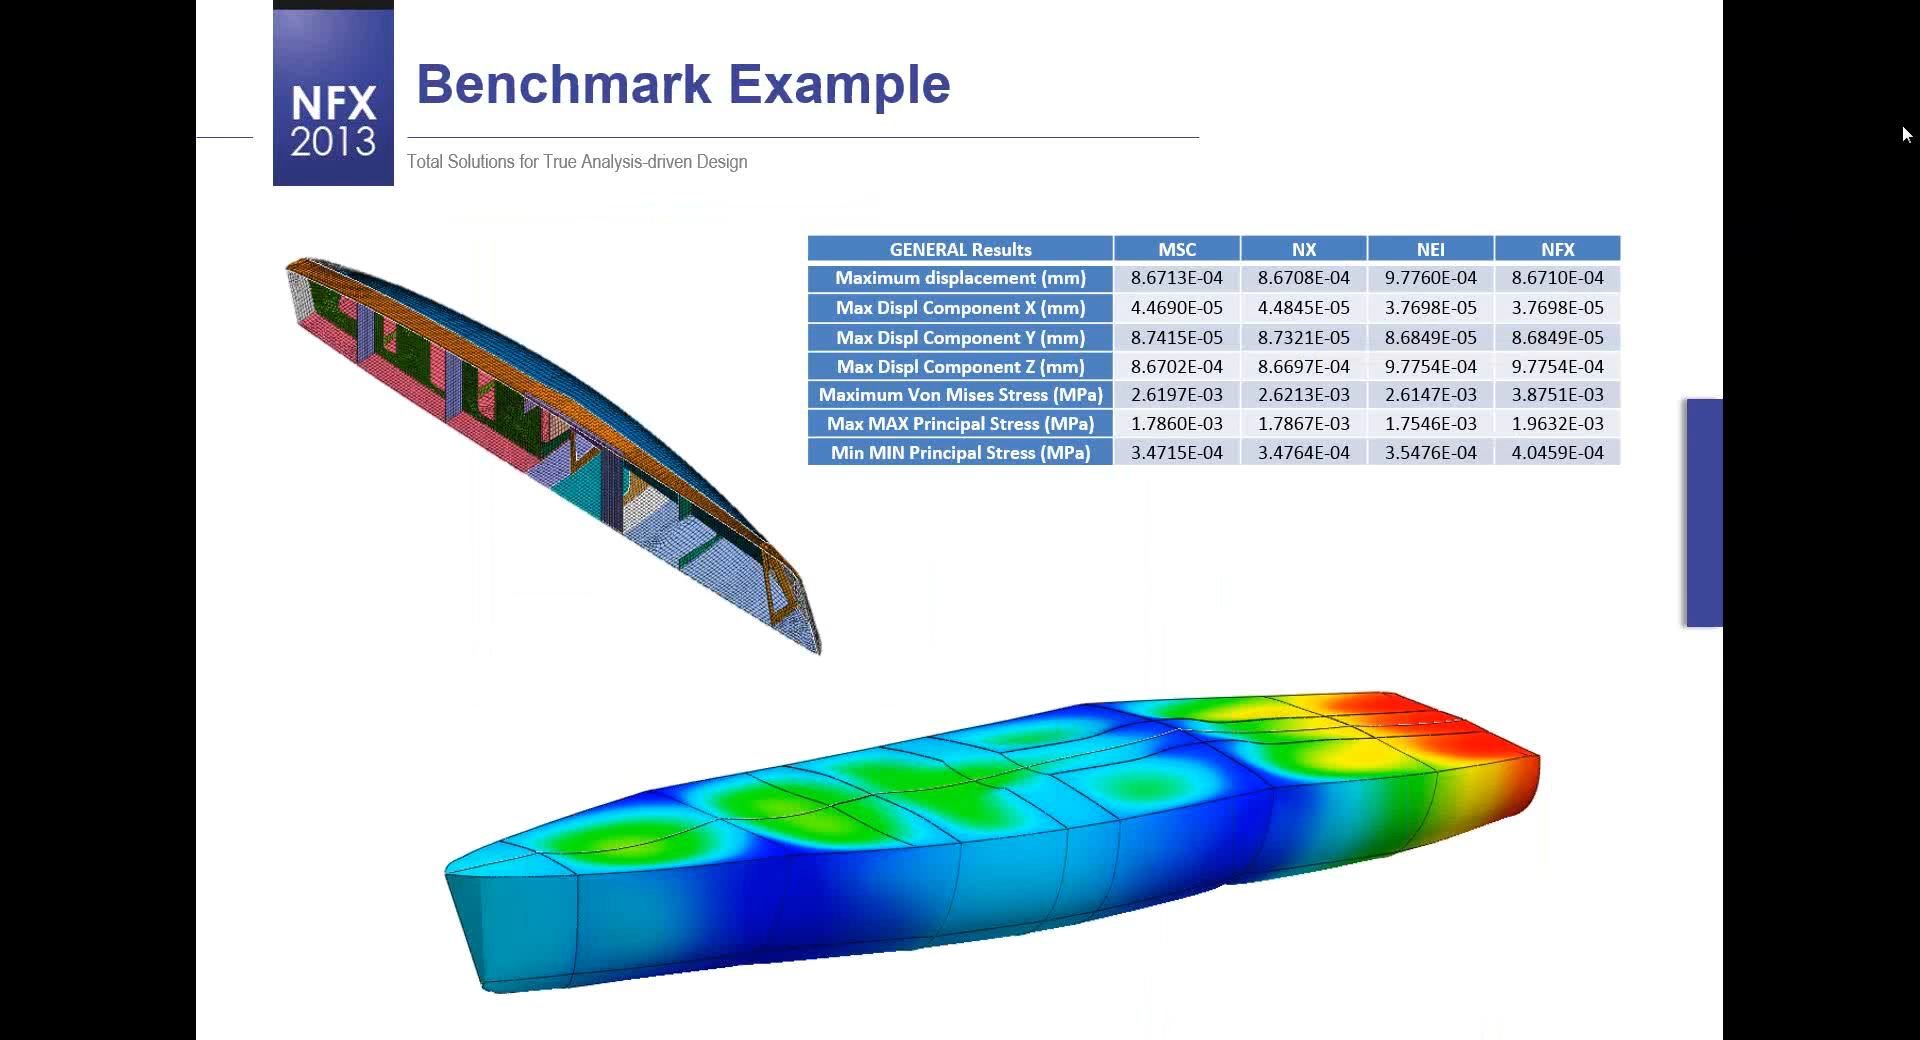 NFX
2013
Benchmark Example
Total Solutions for True Analysis-driven Design
GENERAL Results MSC NX NEI NFX
Maximum displacement (mm) 8.6713E-04 8.6708E-04 9.7760E-04 8.6710E-04
Max Displ Component X (mm) 4.4690E-05 4.4845E-05 3.7698E-05 3.7698E-05
Max Displ Component Y (mm) 8.7415E-05 8.7321E-05 8.6849E-05 8.6849E-05
Max Displ Component Z (mm) 8.6702E-04 8.6697E-04 9.7754E-04 9.7754E-04
Maximum Von Mises Stress (MPa) 2.6197E-03 2.6213E-03 2.6147E-03 3.8751E-03
Max MAX Principal Stress (MPa) 1.7860E-03 1.7867E-03 1.7546E-03 1.9632E-03
Min MIN Principal Stress (MPa) 3.4715E-04 3.4764E-04 3.5476E-04 4.0459E-04